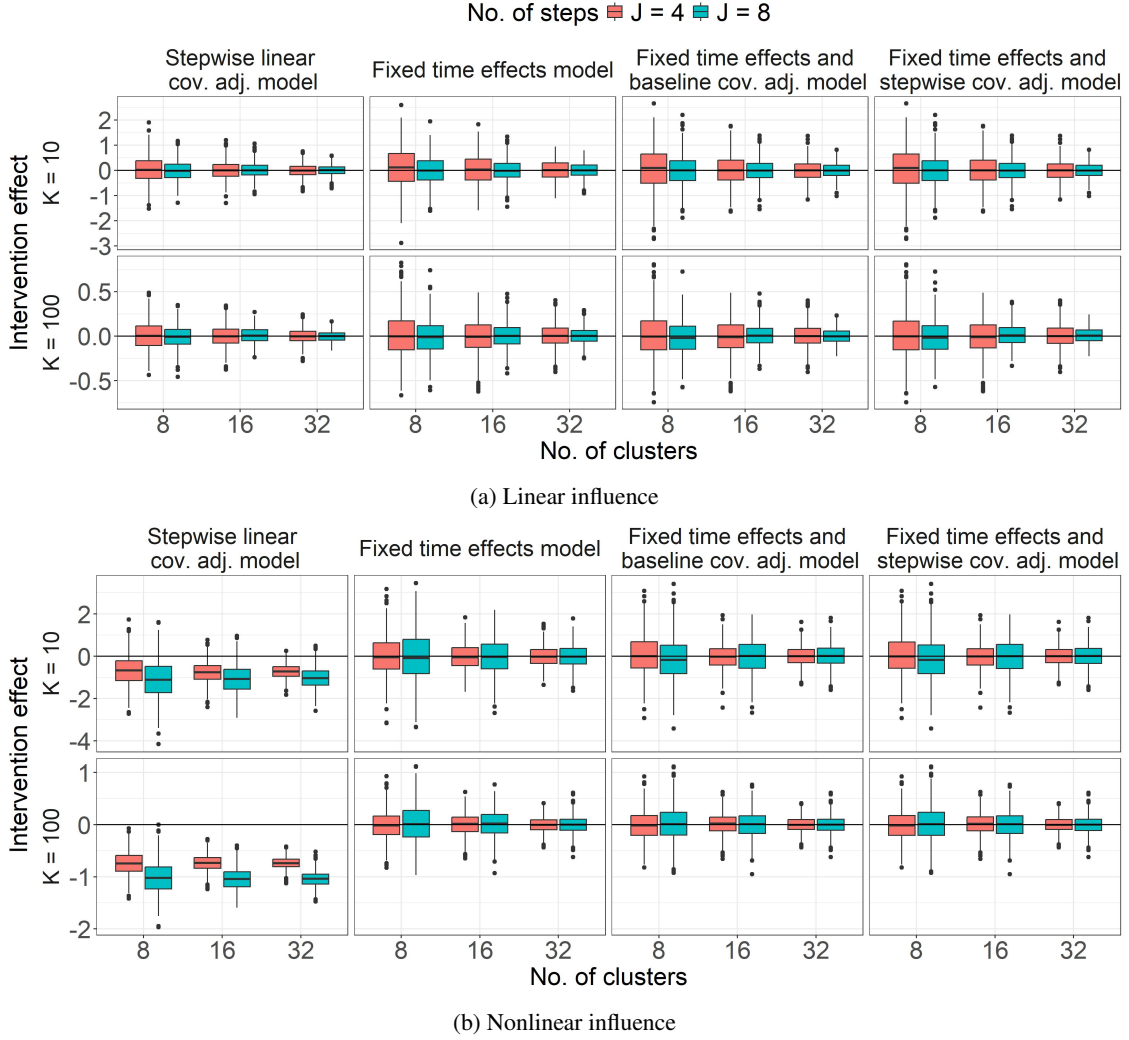 No. of steps J = 4 J = 8
Stepwise linear
cov. adj. model
Fixed time effects model
Fixed time effects and
baseline cov. adj. model
Fixed time effects and
stepwise cov. adj. model
Intervention effect
K = 10
2
1
0
-1
-2
-3
K = 100
0.5
0.0
-0.5
8 16 32 8 16 32 8 16 32 8 16 32
No. of clusters
(a) Linear influence
Stepwise linear
cov. adj. model
Fixed time effects model
Fixed time effects and
baseline cov. adj. model
Fixed time effects and
stepwise cov. adj. model
Intervention effect
K = 10
2
0
-2
-4
K = 100
1
0
-1
-2
8 16 32 8 16 32 8 16 32 8 16 32
No. of clusters
(b) Nonlinear influence